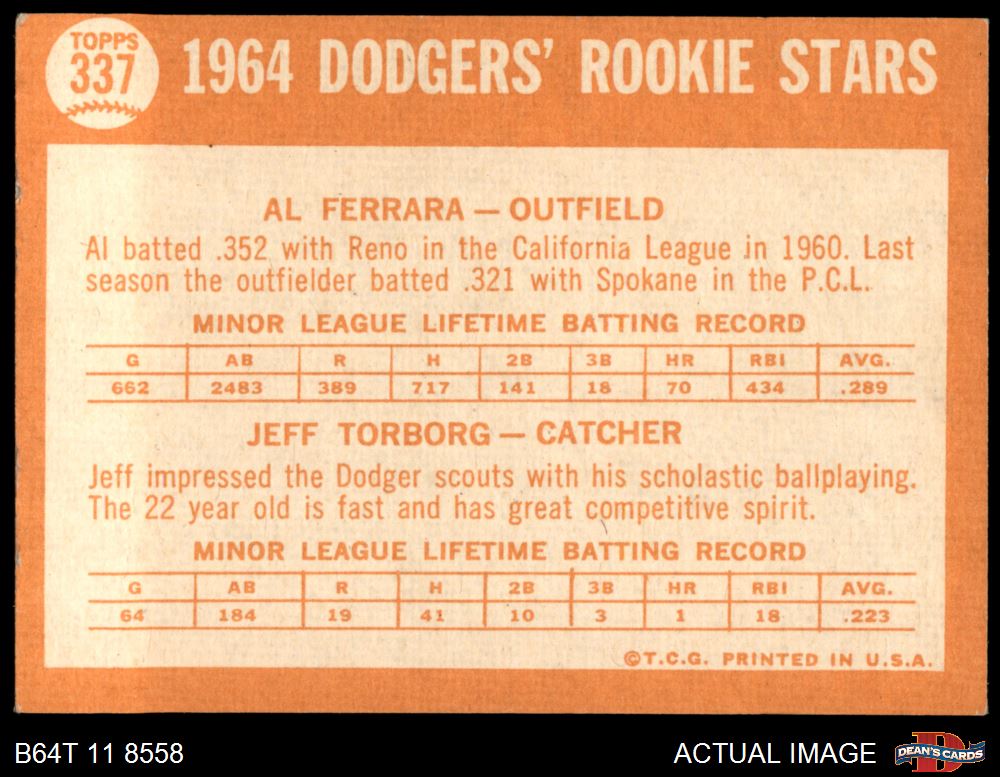 TOPPS
337
1964 DODGERS' ROOKIE STARS
AL FERRARA — OUTFIELD
Al batted .352 with Reno in the California League in 1960. Last
season the outfielder batted .321 with Spokane in the P.C.L.
MINOR LEAGUE LIFETIME BATTING RECORD
G AB R H 2B 3B HR RBI AVG.
662 2483 389 717 141 18 70 434 .289
JEFF TORBORG — CATCHER
Jeff impressed the Dodger scouts with his scholastic ballplaying.
The 22 year old is fast and has great competitive spirit.
MINOR LEAGUE LIFETIME BATTING RECORD
G AB R H 2B 3B HR RBI AVG.
64 184 19 41 10 3 1 18 .223
©T.C.G. PRINTED IN U.S.A.
B64T 11 8558
ACTUAL IMAGE
DEAN'S CARDS